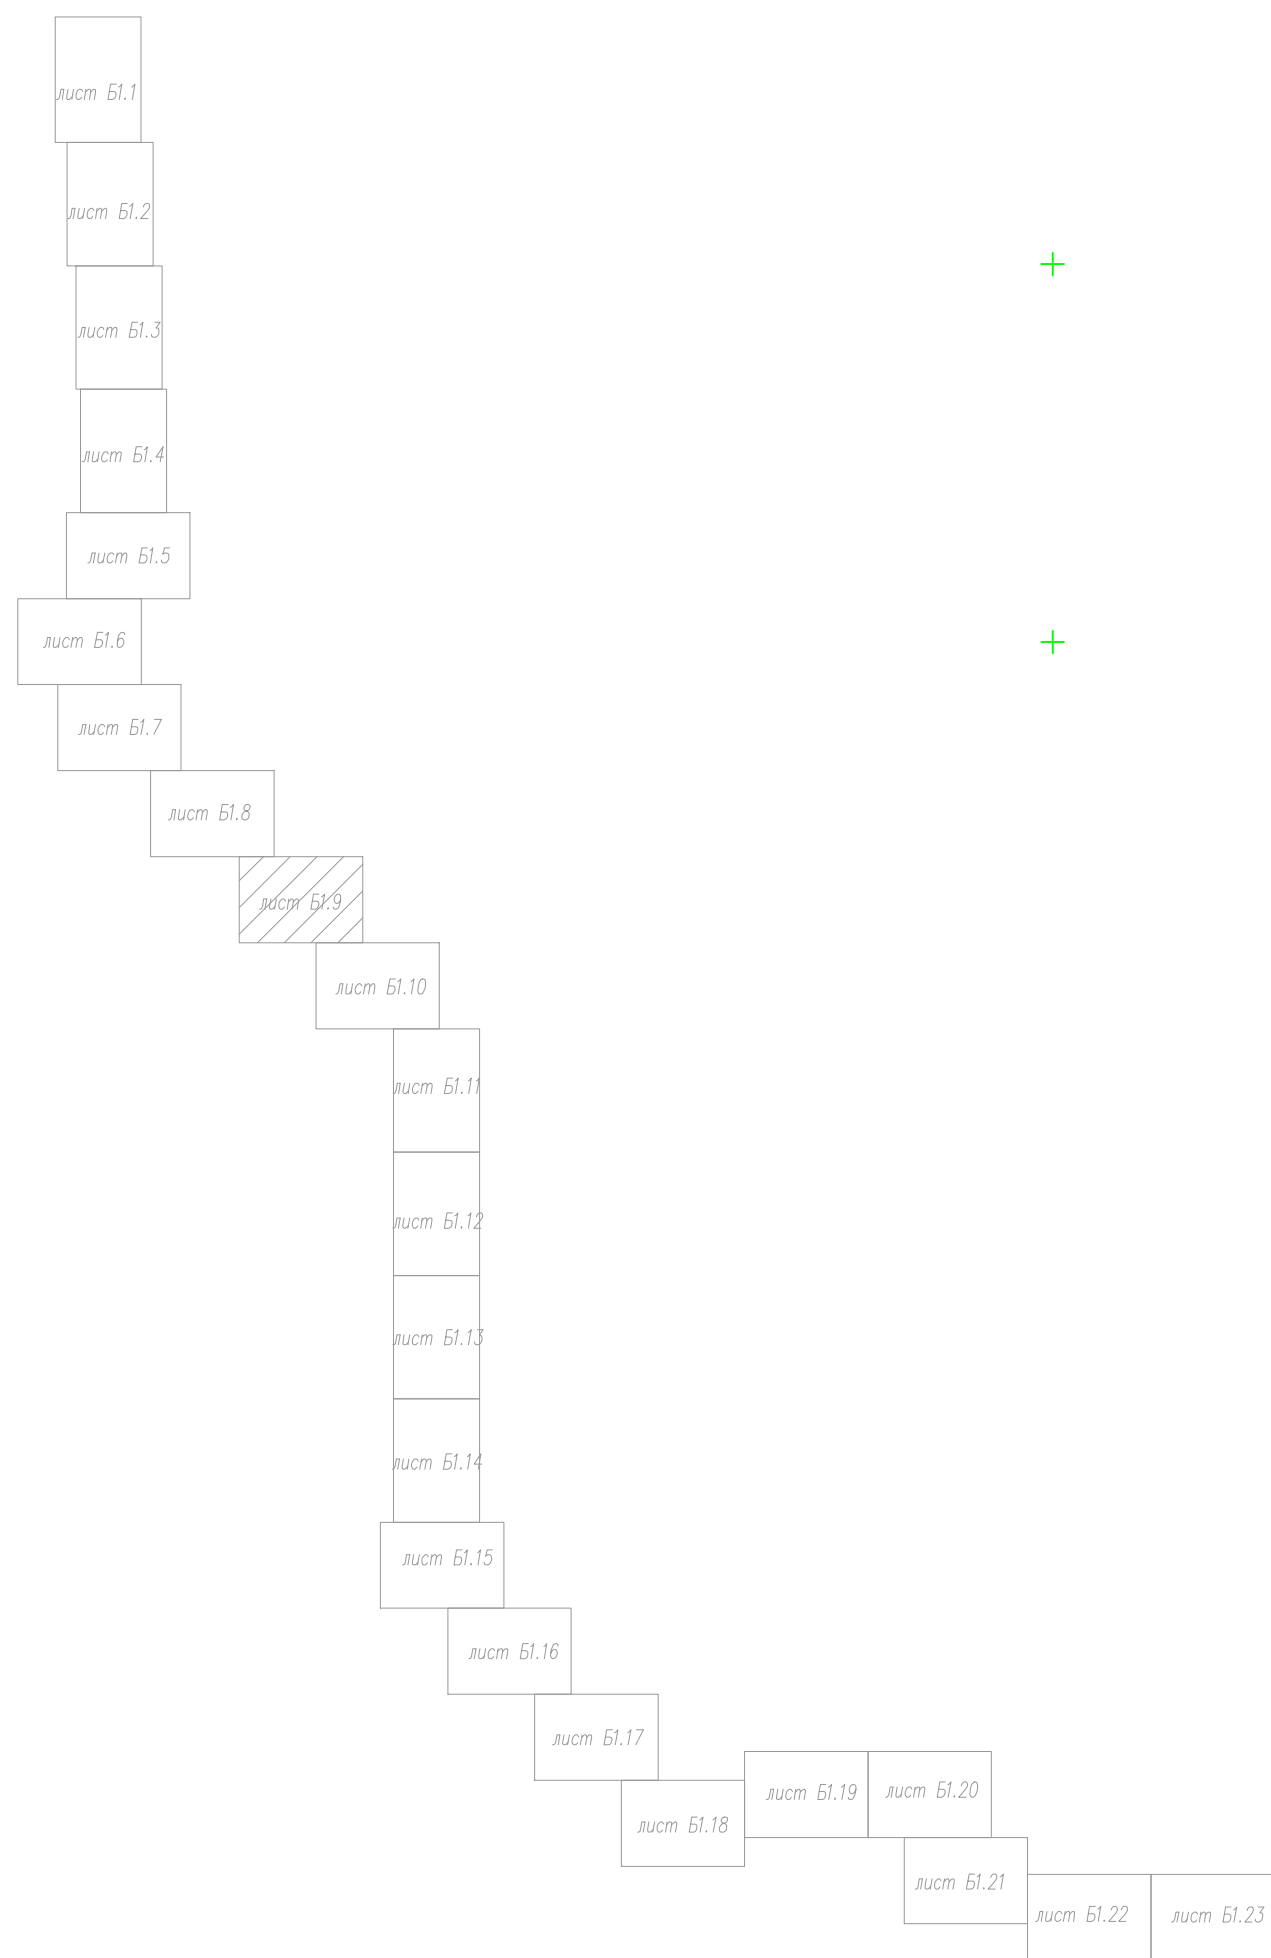 лист Б1.1
лист Б1.2
лист Б1.3
лист Б1.4
лист Б1.5
лист Б1.6
лист Б1.7
лист Б1.8
лист Б1.9
лист Б1.10
лист Б1.11
лист Б1.12
лист Б1.13
лист Б1.14
лист Б1.15
лист Б1.16
лист Б1.17
лист Б1.18
лист Б1.19
лист Б1.20
лист Б1.21
лист Б1.22
лист Б1.23